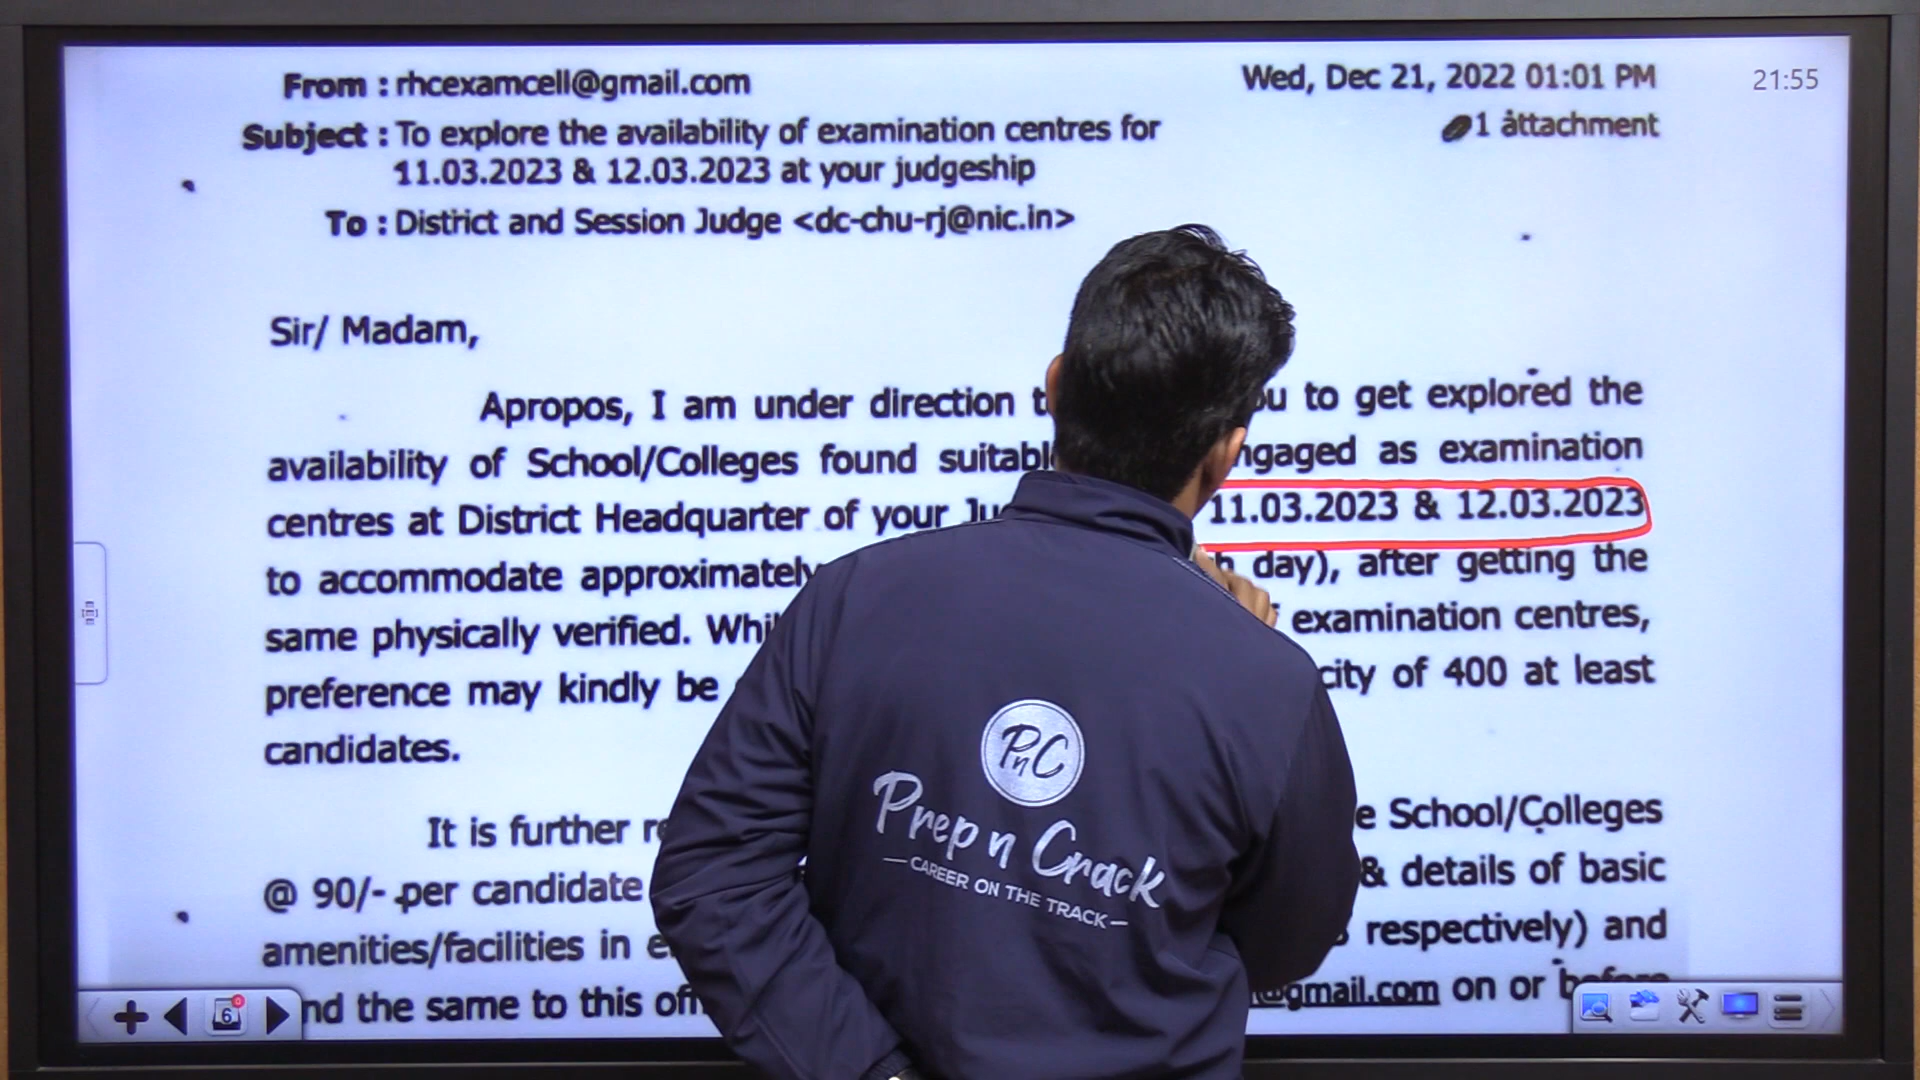 From : rhcexamcell@gmail.com
Wed, Dec 21, 2022 01:01 PM
21:55
Subject : To explore the availability of examination centres for
1 attachment
11.03.2023 & 12.03.2023 at your judgeship
To : District and Session Judge <dc-chu-rj@nic.in>
Sir/ Madam,
Apropos, I am under direction to get explored the
availability of School/Colleges found as examination
centres at District Headquarter of your 11.03.2023 & 12.03.2023
to accommodate approximately day), after getting the
same physically verified. examination centres,
preference may kindly be of 400 at least
candidates.
It is further School/Colleges
@ 90/- per candidate & details of basic
amenities/facilities in respectively) and
the same to this gmail.com on or before
6
0
PnC
Prep n Crack
CAREER ON THE TRACK